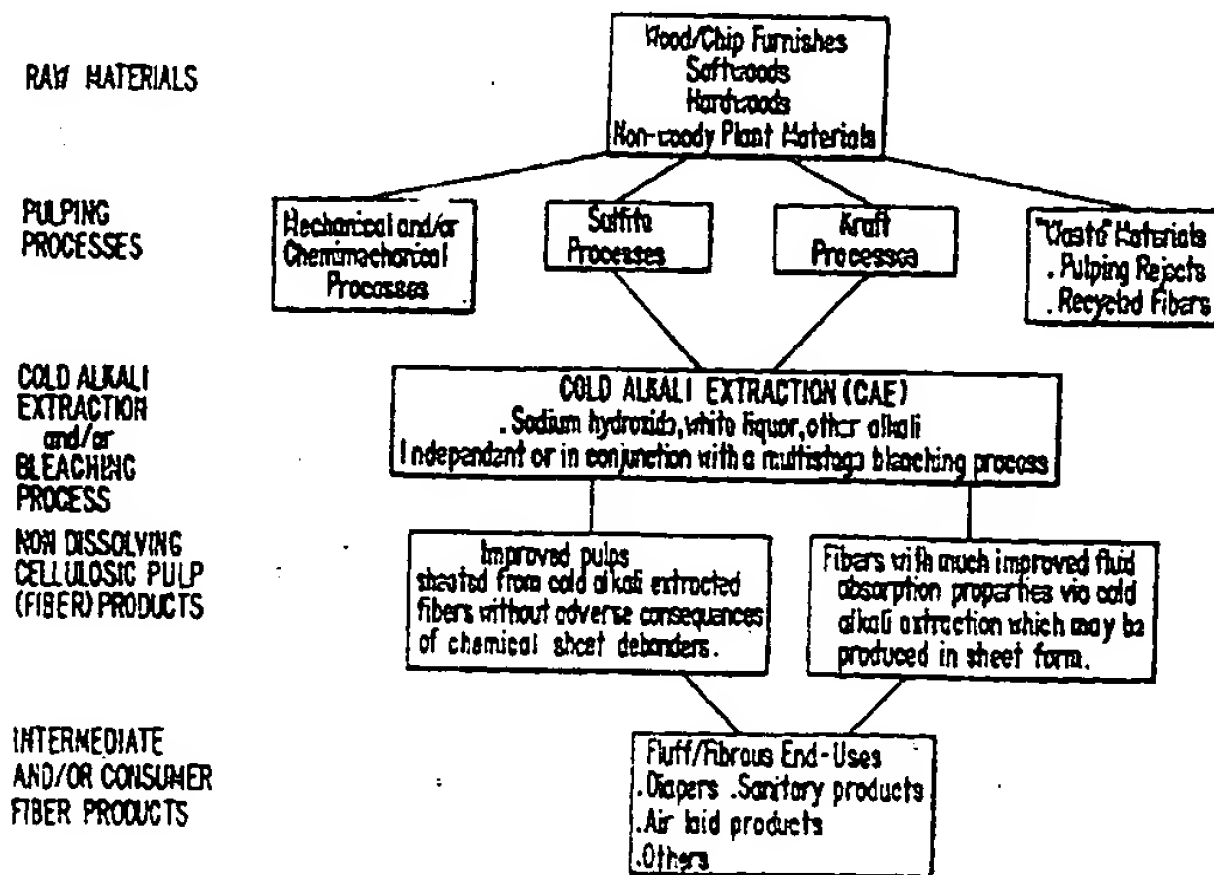 RAW MATERIALS
Wood/Chip Furnishes
Softwoods
Hardwoods
Non-woody Plant Materials
PULPING
PROCESSES
Mechanical and/or
Chemimechanical
Processes
Sulfite
Processes
Kraft
Processes
"Waste" Materials
. Pulping Rejects
. Recycled Fibers
COLD ALKALI
EXTRACTION
and/or
BLEACHING
PROCESS
COLD ALKALI EXTRACTION (CAE)
. Sodium hydroxide, white liquor, other alkali
Independent or in conjunction with a multistage bleaching process
NON DISSOLVING
CELLULOSIC PULP
(FIBER) PRODUCTS
Improved pulps
sheeted from cold alkali extracted
fibers without adverse consequences
of chemical sheet debonders.
Fibers with much improved fluid
absorption properties via cold
alkali extraction which may be
produced in sheet form.
INTERMEDIATE
AND/OR CONSUMER
FIBER PRODUCTS
Fluff/Fibrous End-Uses
.Diapers .Sanitary products
.Air laid products
.Others